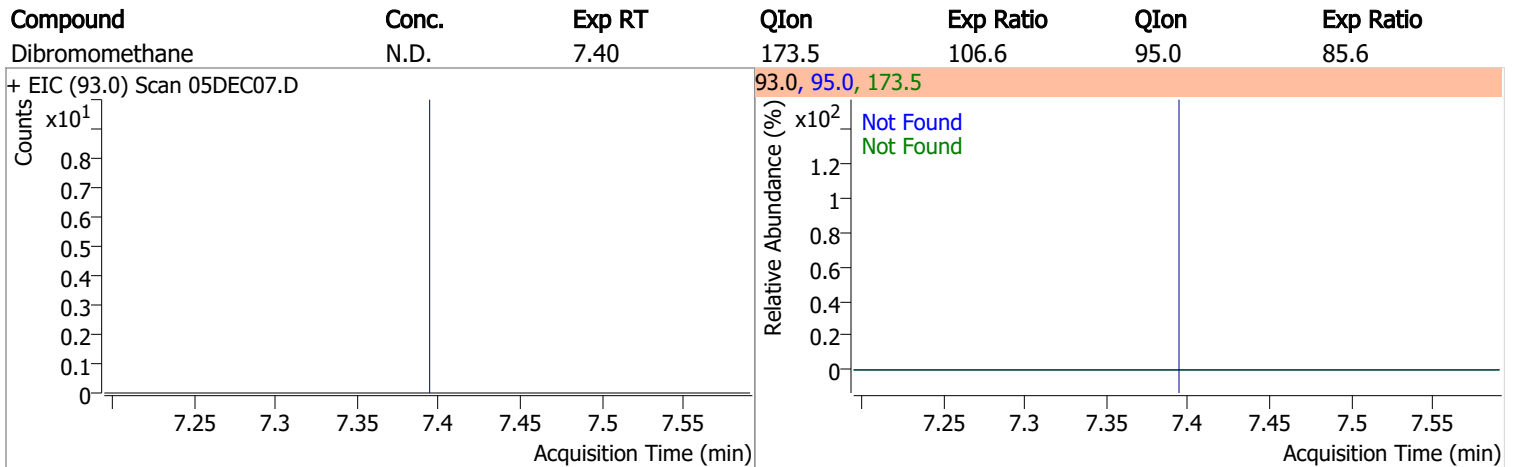 Compound Conc. Exp RT QIon Exp Ratio QIon Exp Ratio
Dibromomethane N.D. 7.40 173.5 106.6 95.0 85.6
+ EIC (93.0) Scan 05DEC07.D
Counts
x10^1
0.8
0.7
0.6
0.5
0.4
0.3
0.2
0.1
0
7.25 7.3 7.35 7.4 7.45 7.5 7.55
Acquisition Time (min)
93.0, 95.0, 173.5
Relative Abundance (%)
x10^2
Not Found
Not Found
1.2
1
0.8
0.6
0.4
0.2
0
7.25 7.3 7.35 7.4 7.45 7.5 7.55
Acquisition Time (min)